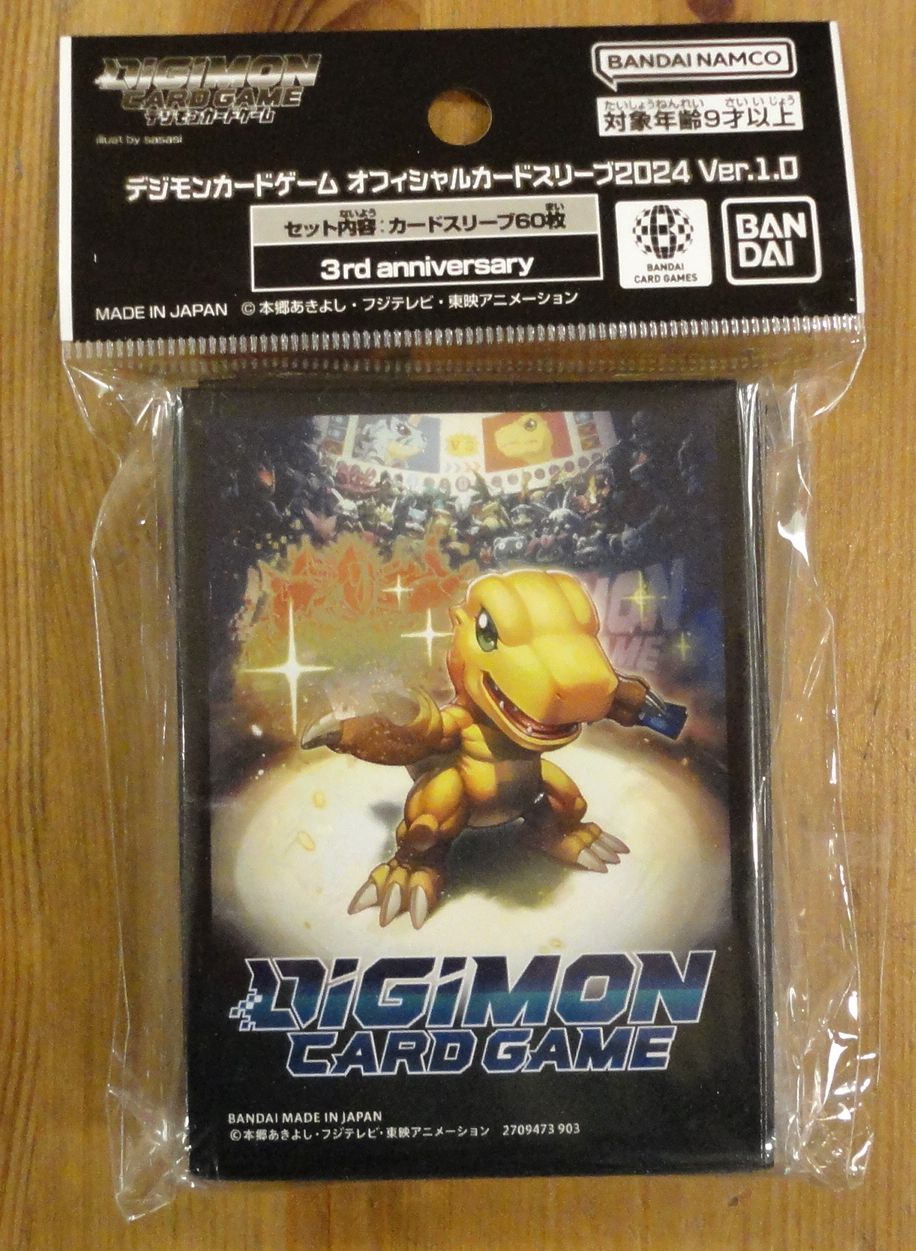 DIGIMON
CARD GAME
デジモンカードゲーム
illust by sasasi
BANDAI NAMCO
たいしょうねんれい さいいじょう
対象年齢9才以上
デジモンカードゲーム オフィシャルカードスリーブ2024 Ver.1.0
ないよう まい
セット内容:カードスリーブ60枚
3rd anniversary
BANDAI
CARD GAMES
BAN
DAI
MADE IN JAPAN ©本郷あきよし・フジテレビ・東映アニメーション
VS
MON
GAME
DIGIMON
CARD GAME
BANDAI MADE IN JAPAN
©本郷あきよし・フジテレビ・東映アニメーション 2709473 903